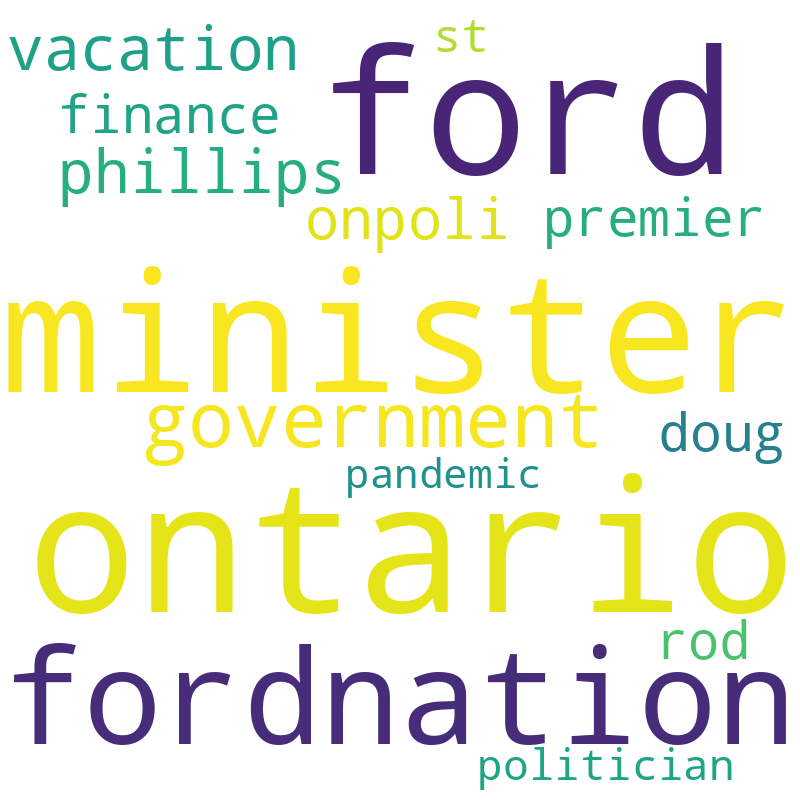 st
vacation
ford
finance
phillips
onpoli
premier
minister
government
doug
pandemic
ontario
rod
fordnation
politician